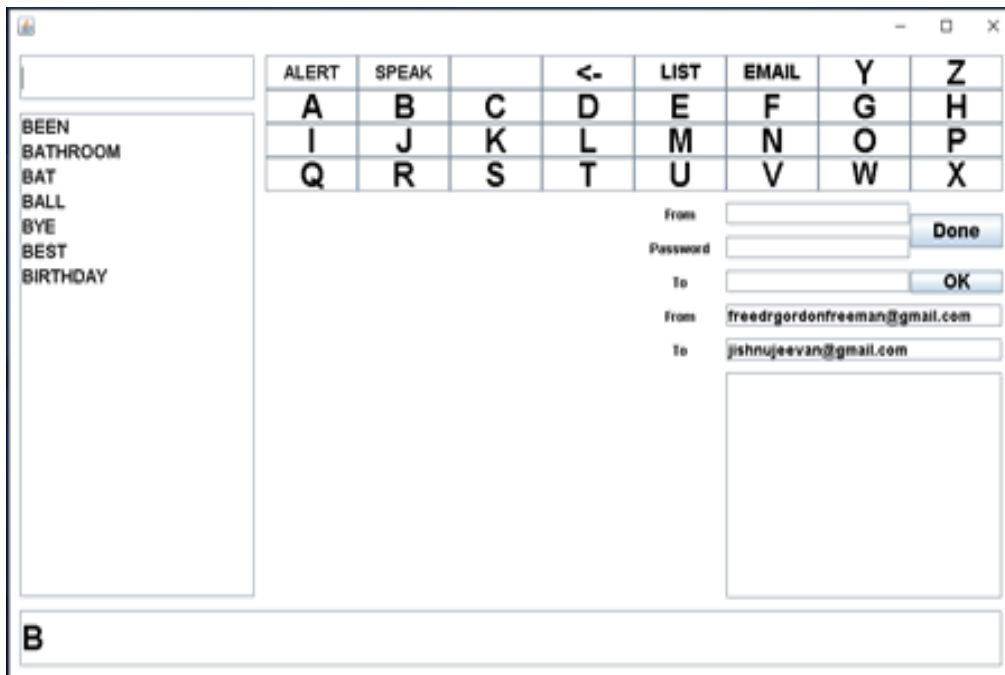 ALERT SPEAK <- LIST EMAIL Y Z
A B C D E F G H
I J K L M N O P
Q R S T U V W X
BEEN
BATHROOM
BAT
BALL
BYE
BEST
BIRTHDAY
From
Done
Password
To
OK
From freedrgordonfreeman@gmail.com
To jishnujeevan@gmail.com
B